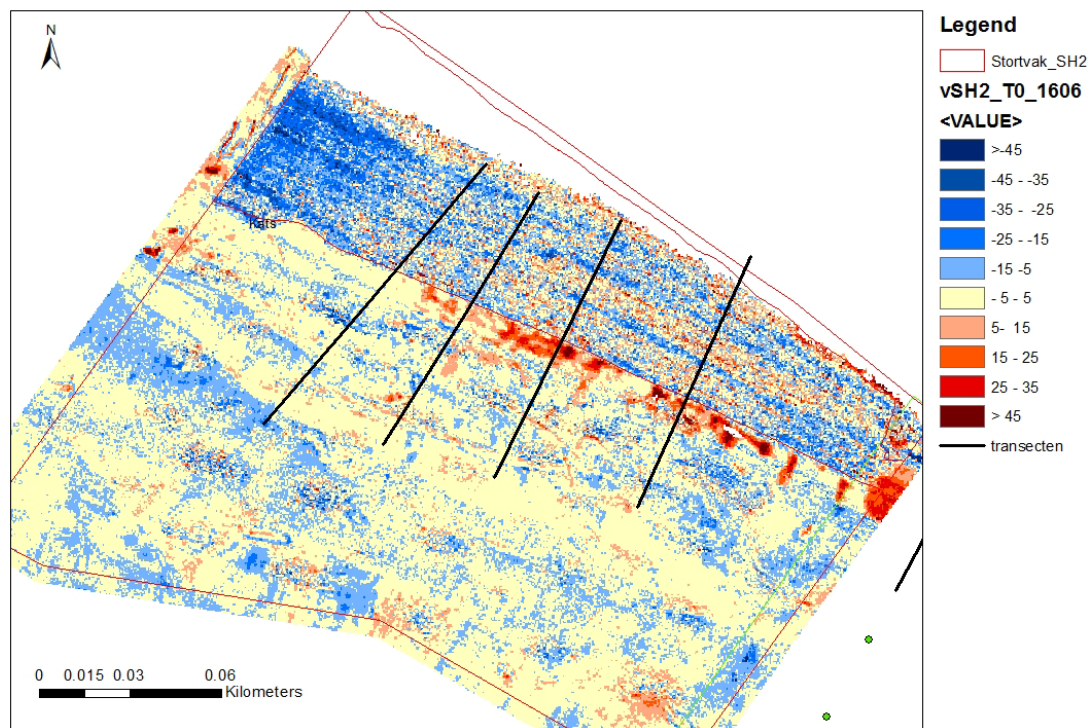 N
Kats
0 0.015 0.03 0.06
Kilometers
Legend
Stortvak_SH2
vSH2_T0_1606
<VALUE>
>-45
-45 - -35
-35 - -25
-25 - -15
-15 -5
- 5 - 5
5- 15
15 - 25
25 - 35
> 45
transecten